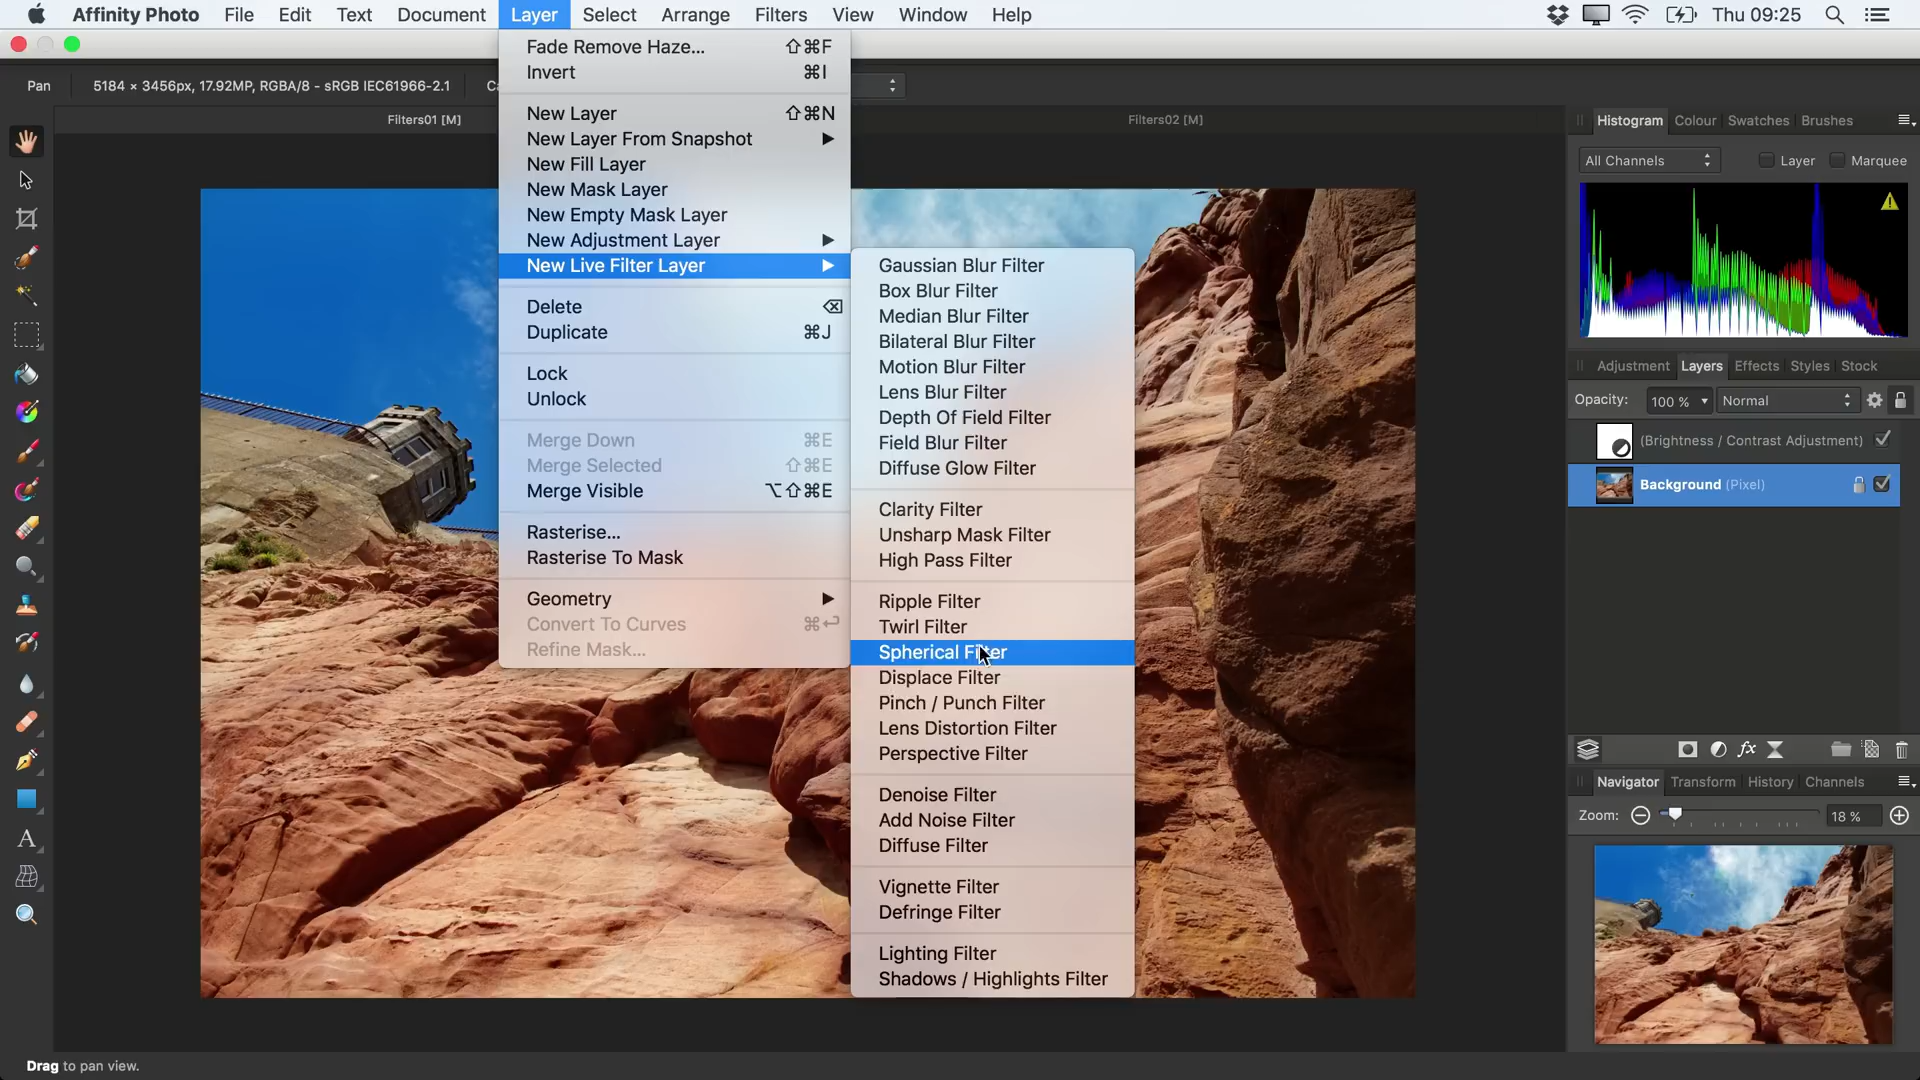 Affinity Photo File Edit Text Document Layer Select Arrange Filters View Window Help Thu 09:25
Pan 5184 × 3456px, 17.92MP, RGBA/8 - sRGB IEC61966-2.1
Filters01 [M] Filters02 [M]
Fade Remove Haze... ⇧⌘F
Invert ⌘I
New Layer ⇧⌘N
New Layer From Snapshot
New Fill Layer
New Mask Layer
New Empty Mask Layer
New Adjustment Layer
New Live Filter Layer
Delete ⌫
Duplicate ⌘J
Lock
Unlock
Merge Down ⌘E
Merge Selected ⇧⌘E
Merge Visible ⌥⇧⌘E
Rasterise...
Rasterise To Mask
Geometry
Convert To Curves ⌘↩
Refine Mask...
Gaussian Blur Filter
Box Blur Filter
Median Blur Filter
Bilateral Blur Filter
Motion Blur Filter
Lens Blur Filter
Depth Of Field Filter
Field Blur Filter
Diffuse Glow Filter
Clarity Filter
Unsharp Mask Filter
High Pass Filter
Ripple Filter
Twirl Filter
Spherical Filter
Displace Filter
Pinch / Punch Filter
Lens Distortion Filter
Perspective Filter
Denoise Filter
Add Noise Filter
Diffuse Filter
Vignette Filter
Defringe Filter
Lighting Filter
Shadows / Highlights Filter
Histogram Colour Swatches Brushes
All Channels Layer Marquee
Adjustment Layers Effects Styles Stock
Opacity: 100 % Normal
(Brightness / Contrast Adjustment)
Background (Pixel)
fx
Navigator Transform History Channels
Zoom: 18 %
A
Drag to pan view.